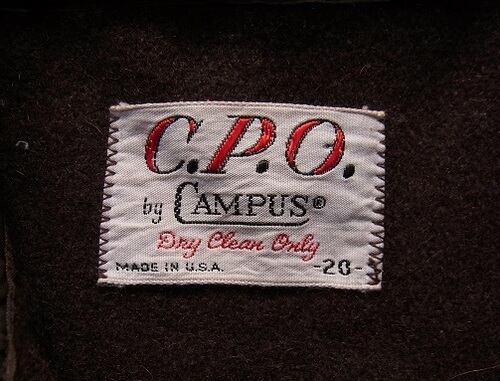 C.P.O.
by CAMPUS®
Dry Clean Only
MADE IN U.S.A. -20-